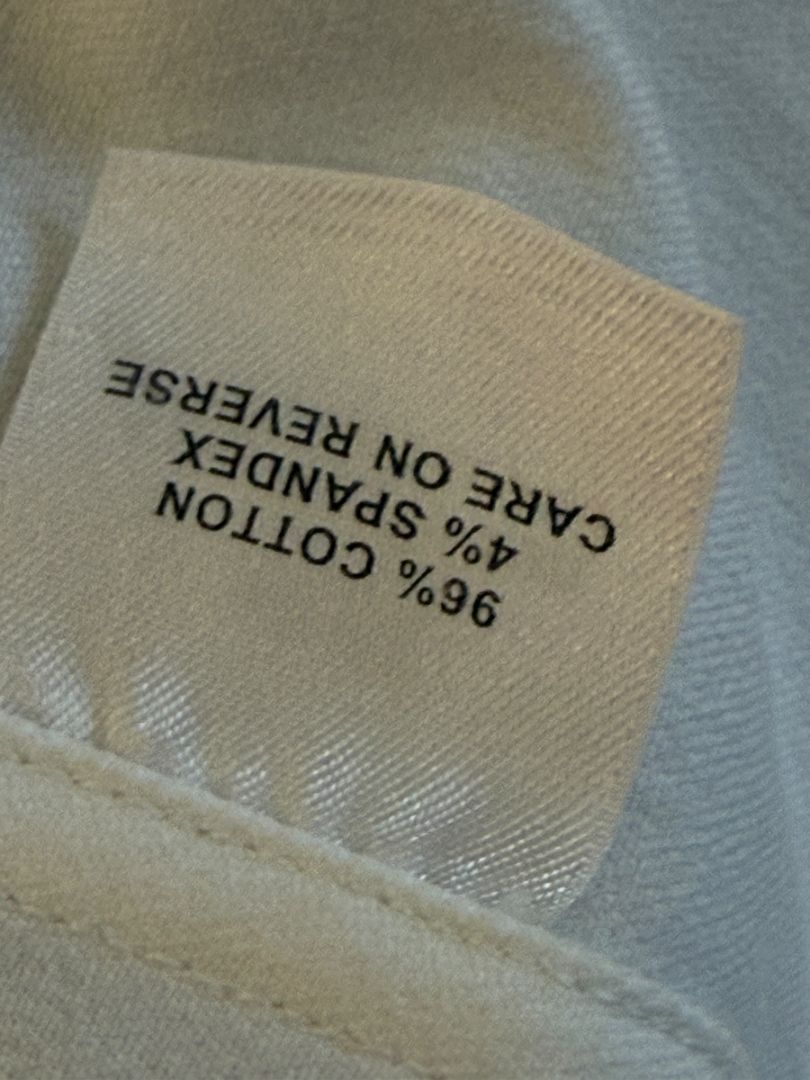 96% COTTON
4% SPANDEX
CARE ON REVERSE